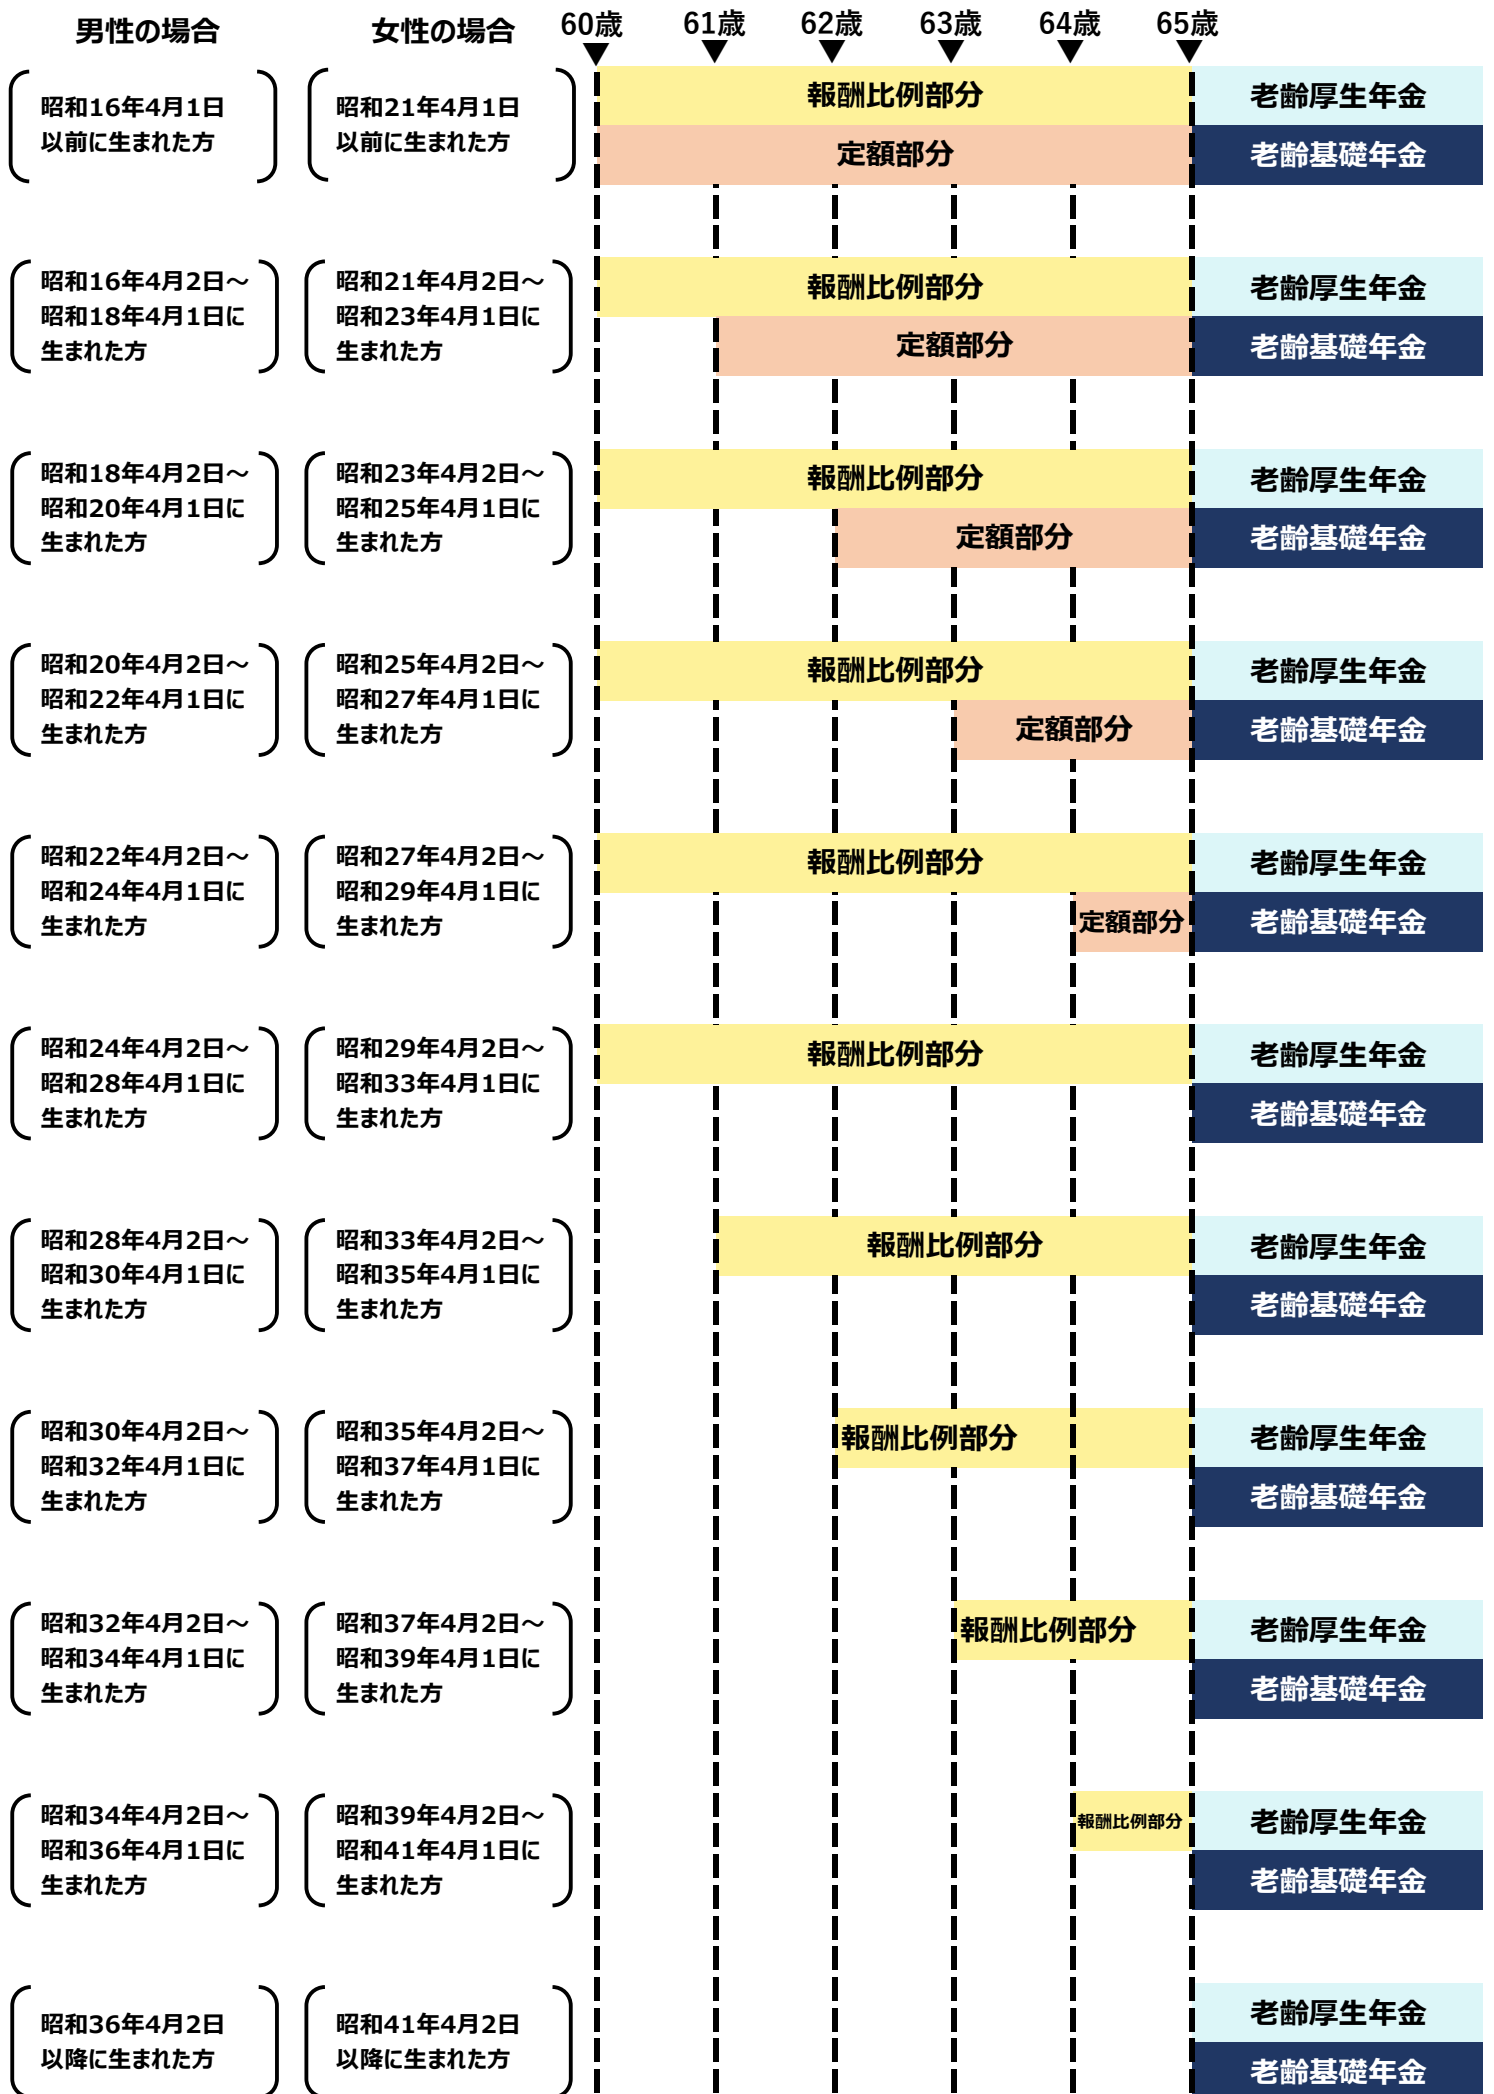 男性の場合 女性の場合 60歳 61歳 62歳 63歳 64歳 65歳
昭和16年4月1日
以前に生まれた方
昭和21年4月1日
以前に生まれた方
報酬比例部分
定額部分
老齢厚生年金
老齢基礎年金
昭和16年4月2日～
昭和18年4月1日に
生まれた方
昭和21年4月2日～
昭和23年4月1日に
生まれた方
報酬比例部分
定額部分
老齢厚生年金
老齢基礎年金
昭和18年4月2日～
昭和20年4月1日に
生まれた方
昭和23年4月2日～
昭和25年4月1日に
生まれた方
報酬比例部分
定額部分
老齢厚生年金
老齢基礎年金
昭和20年4月2日～
昭和22年4月1日に
生まれた方
昭和25年4月2日～
昭和27年4月1日に
生まれた方
報酬比例部分
定額部分
老齢厚生年金
老齢基礎年金
昭和22年4月2日～
昭和24年4月1日に
生まれた方
昭和27年4月2日～
昭和29年4月1日に
生まれた方
報酬比例部分
定額部分
老齢厚生年金
老齢基礎年金
昭和24年4月2日～
昭和28年4月1日に
生まれた方
昭和29年4月2日～
昭和33年4月1日に
生まれた方
報酬比例部分
老齢厚生年金
老齢基礎年金
昭和28年4月2日～
昭和30年4月1日に
生まれた方
昭和33年4月2日～
昭和35年4月1日に
生まれた方
報酬比例部分
老齢厚生年金
老齢基礎年金
昭和30年4月2日～
昭和32年4月1日に
生まれた方
昭和35年4月2日～
昭和37年4月1日に
生まれた方
報酬比例部分
老齢厚生年金
老齢基礎年金
昭和32年4月2日～
昭和34年4月1日に
生まれた方
昭和37年4月2日～
昭和39年4月1日に
生まれた方
報酬比例部分
老齢厚生年金
老齢基礎年金
昭和34年4月2日～
昭和36年4月1日に
生まれた方
昭和39年4月2日～
昭和41年4月1日に
生まれた方
報酬比例部分
老齢厚生年金
老齢基礎年金
昭和36年4月2日
以降に生まれた方
昭和41年4月2日
以降に生まれた方
老齢厚生年金
老齢基礎年金